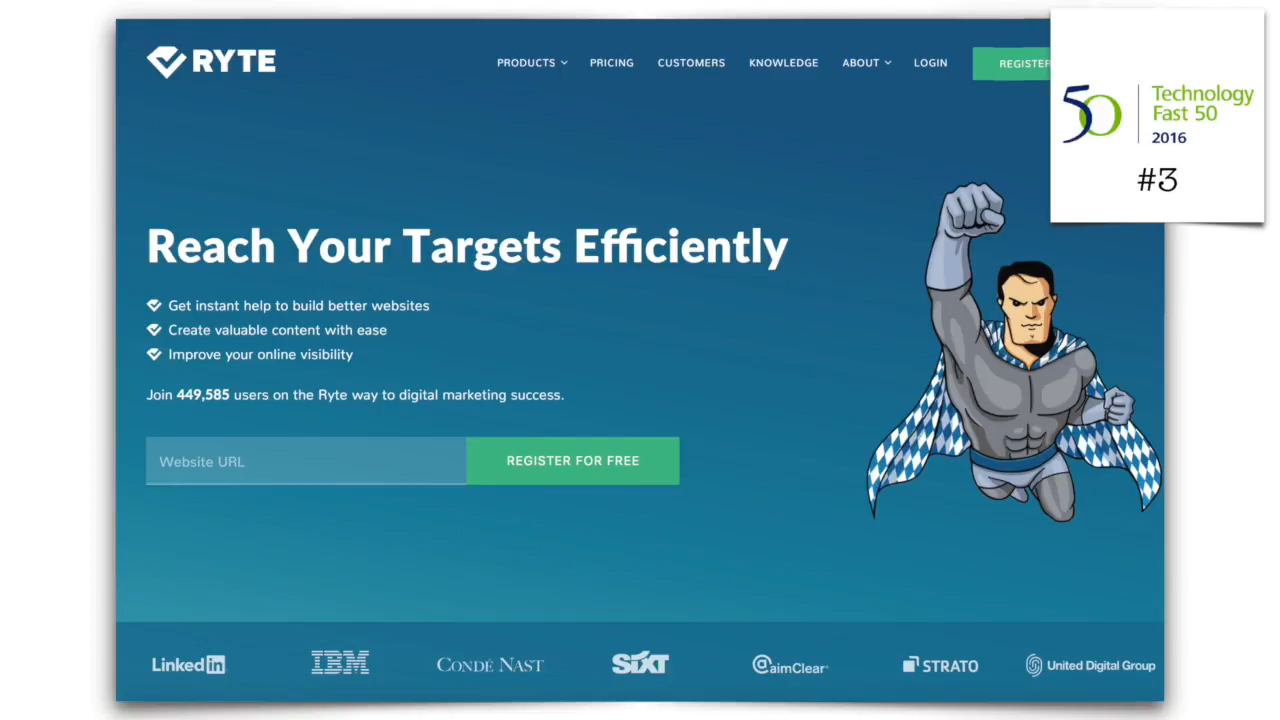 RYTE
PRODUCTS
PRICING
CUSTOMERS
KNOWLEDGE
ABOUT
LOGIN
REGISTER
50
Technology
Fast 50
2016
#3
Reach Your Targets Efficiently
Get instant help to build better websites
Create valuable content with ease
Improve your online visibility
Join 449,585 users on the Ryte way to digital marketing success.
Website URL
REGISTER FOR FREE
LinkedIn
IBM
CONDÉ NAST
SiXT
@aimClear
STRATO
United Digital Group